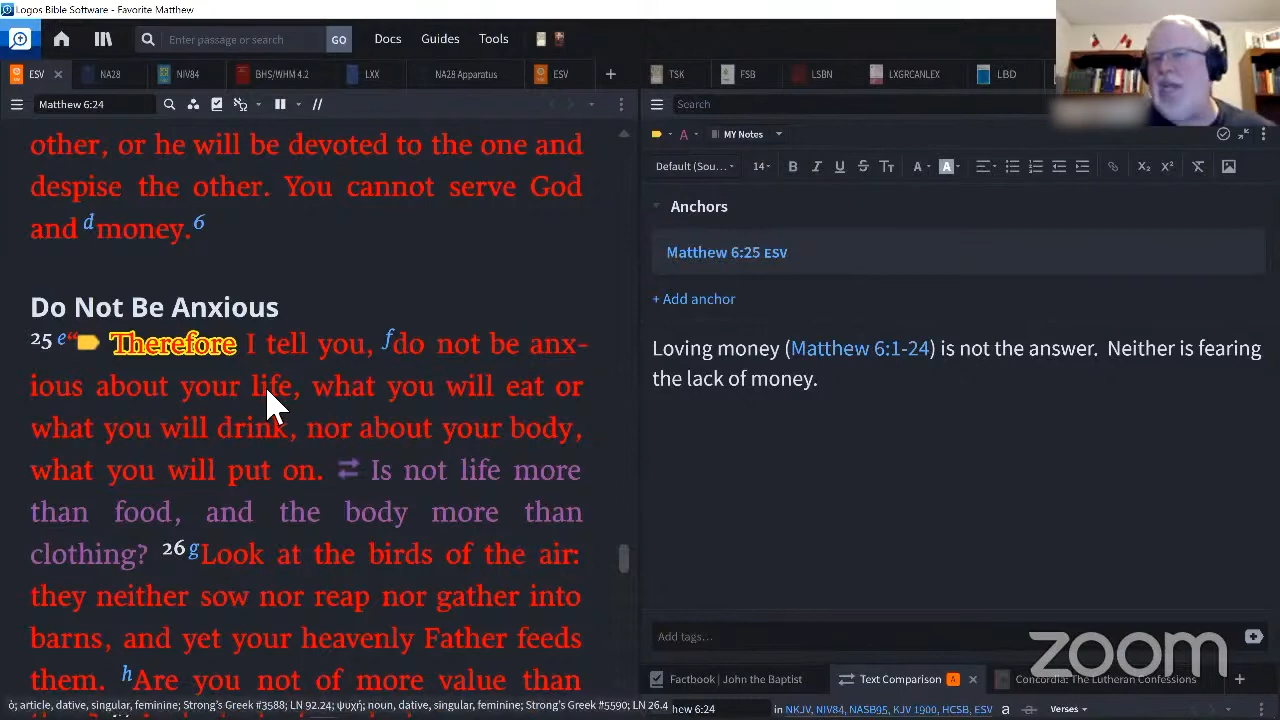 Logos Bible Software - Favorite Matthew
Enter passage or search GO Docs Guides Tools
ESV NA28 NIV84 BHS/WHM 4.2 LXX NA28 Apparatus ESV
TSK FSB LSBN LXGRCANLEX LBD
Matthew 6:24
Search
MY Notes
Default (Sou... 14
other, or he will be devoted to the one and
despise the other. You cannot serve God
and d money. 6
Do Not Be Anxious
25 e “ Therefore I tell you, f do not be anx-
ious about your life, what you will eat or
what you will drink, nor about your body,
what you will put on. Is not life more
than food, and the body more than
clothing? 26 g Look at the birds of the air:
they neither sow nor reap nor gather into
barns, and yet your heavenly Father feeds
them. h Are you not of more value than
ὁ; article, dative, singular, feminine; Strong's Greek #3588; LN 92.24; ψυχή; noun, dative, singular, feminine; Strong's Greek #5590; LN 26.4
Anchors
Matthew 6:25 ESV
+ Add anchor
Loving money (Matthew 6:1-24) is not the answer. Neither is fearing
the lack of money.
Add tags...
zoom
Factbook | John the Baptist Text Comparison A Concordia: The Lutheran Confessions
hew 6:24 in NKJV, NIV84, NASB95, KJV 1900, HCSB, ESV a a Verses